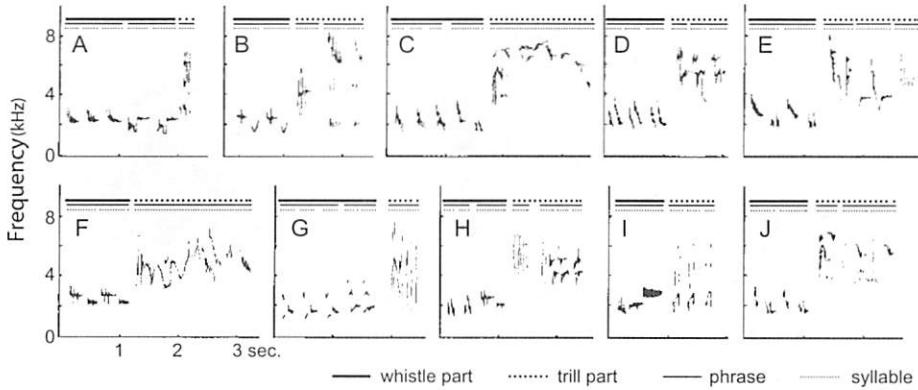 8
4
0
A
B
C
D
E
Frequency(kHz)
8
4
0
F
G
H
I
J
1
2
3 sec.
whistle part
trill part
phrase
syllable